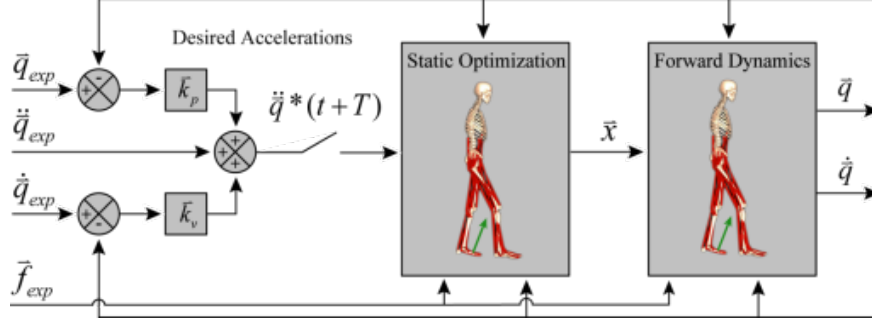 Desired Accelerations
Static Optimization
Forward Dynamics
q⃗_exp
-
+
k⃗_p
q̈⃗*(t+T)
q⃗
q̈⃗_exp
+ +
+
x⃗
q̇⃗_exp
+
-
k⃗_v
q̇⃗
f⃗_exp